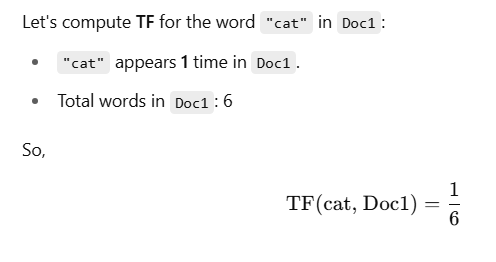 Let's compute TF for the word "cat" in Doc1:
• "cat" appears 1 time in Doc1.
• Total words in Doc1: 6
So,
TF(cat, Doc1) = 1/6